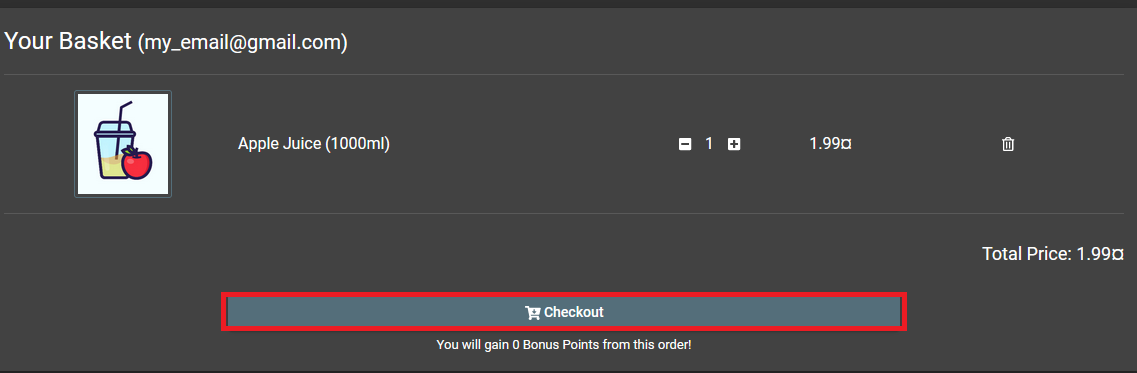 Your Basket (my_email@gmail.com)
Apple Juice (1000ml) 1 1.99¤
Total Price: 1.99¤
Checkout
You will gain 0 Bonus Points from this order!